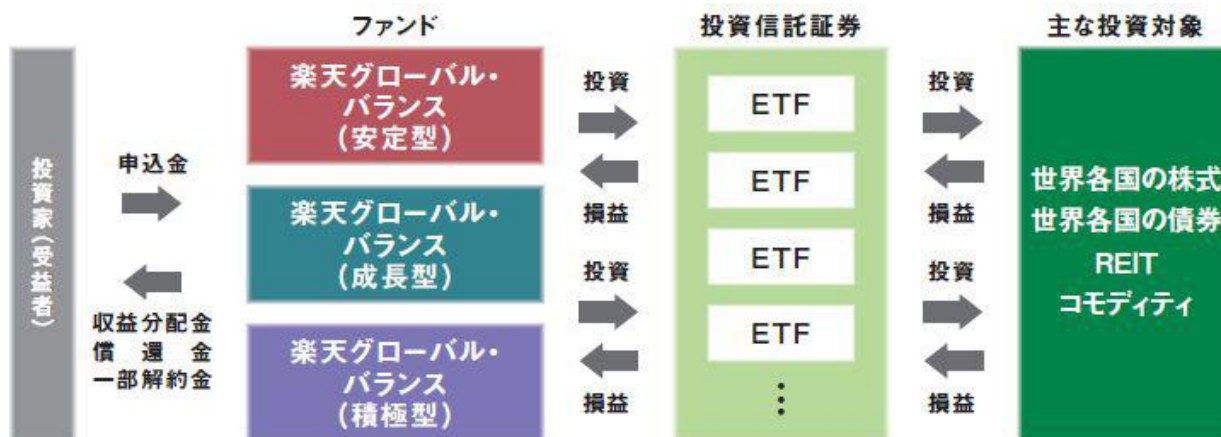 ファンド
投資信託証券
主な投資対象
投資家(受益者)
申込金
収益分配金
償還金
一部解約金
楽天グローバル・
バランス
(安定型)
楽天グローバル・
バランス
(成長型)
楽天グローバル・
バランス
(積極型)
投資
損益
投資
損益
ETF
ETF
ETF
ETF
⋮
投資
損益
投資
損益
世界各国の株式
世界各国の債券
REIT
コモディティ